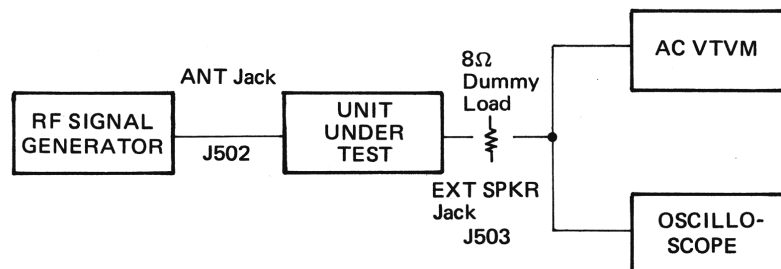 RF SIGNAL
GENERATOR
ANT Jack
J502
UNIT
UNDER
TEST
8Ω
Dummy
Load
EXT SPKR
Jack
J503
AC VTVM
OSCILLO-
SCOPE